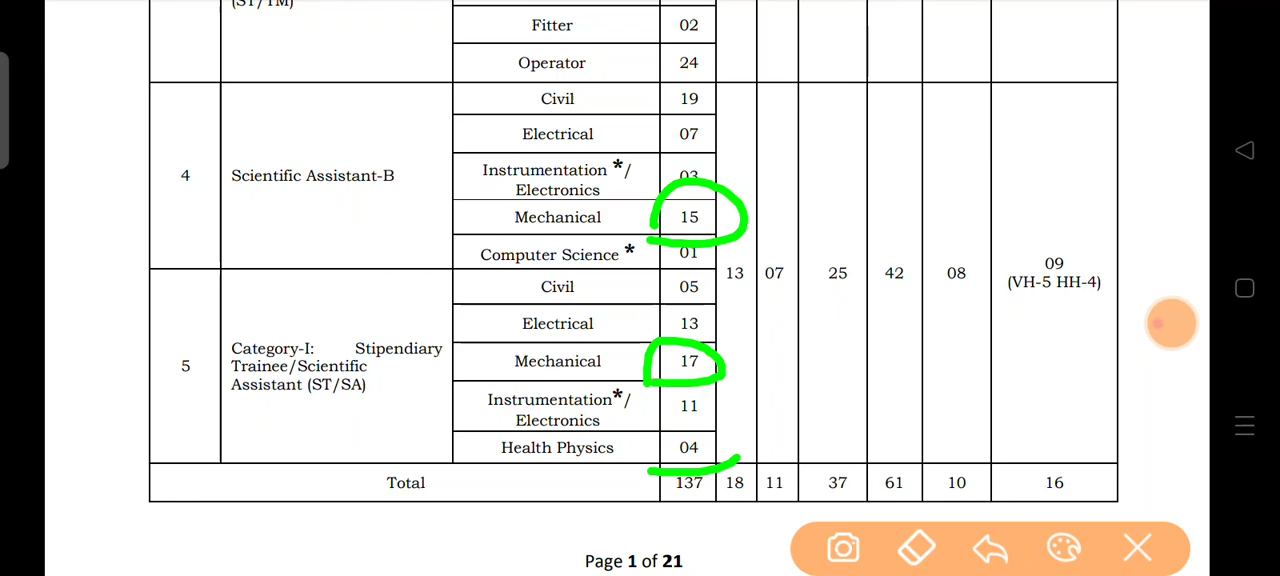 (ST/TM)
Fitter 02
Operator 24
4 Scientific Assistant-B Civil 19
Electrical 07
Instrumentation */ 03
Electronics
Mechanical 15
Computer Science * 01
13 07 25 42 08 09
(VH-5 HH-4)
5 Category-I: Stipendiary
Trainee/Scientific
Assistant (ST/SA)
Civil 05
Electrical 13
Mechanical 17
Instrumentation*/ 11
Electronics
Health Physics 04
Total 137 18 11 37 61 10 16
Page 1 of 21